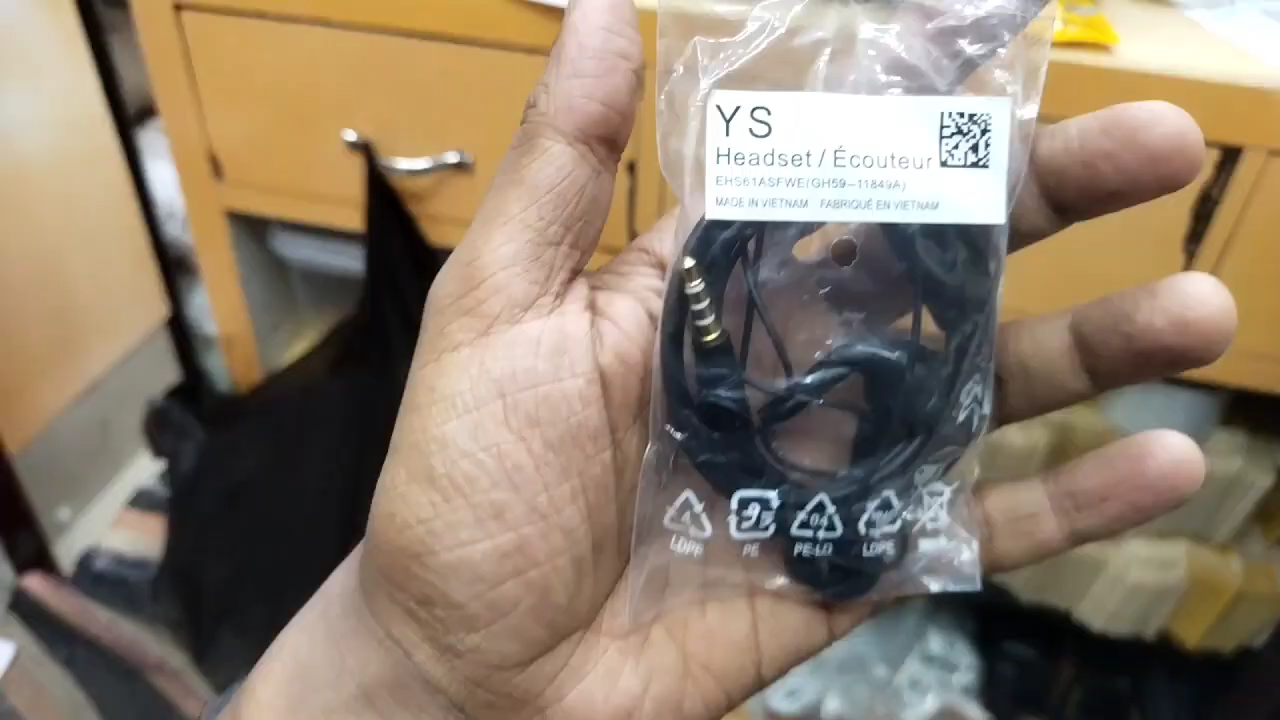 YS
Headset / Écouteur
EHS61ASFWE(GH59-11849A)
MADE IN VIETNAM FABRIQUÉ EN VIETNAM
LDPE PE PE-LD LDPE